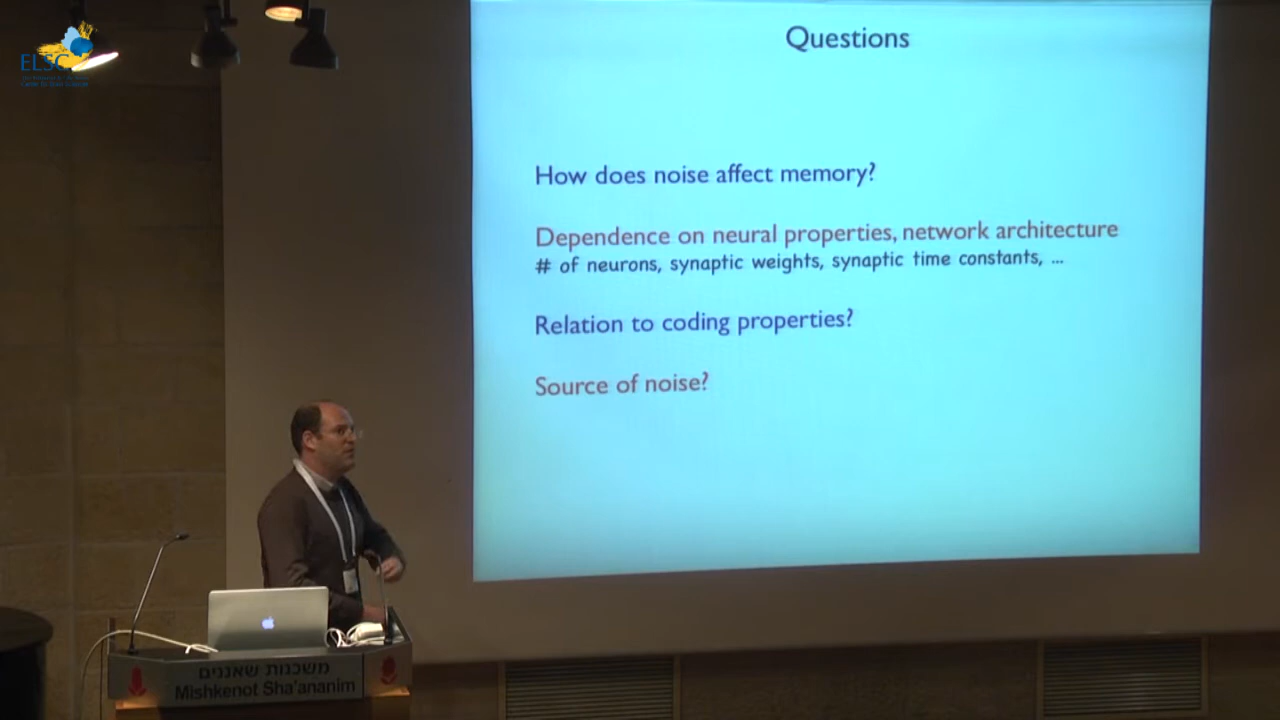 ELSC
Questions
How does noise affect memory?
Dependence on neural properties, network architecture
# of neurons, synaptic weights, synaptic time constants, ...
Relation to coding properties?
Source of noise?
משכנות שאננים
Mishkenot Sha'ananim